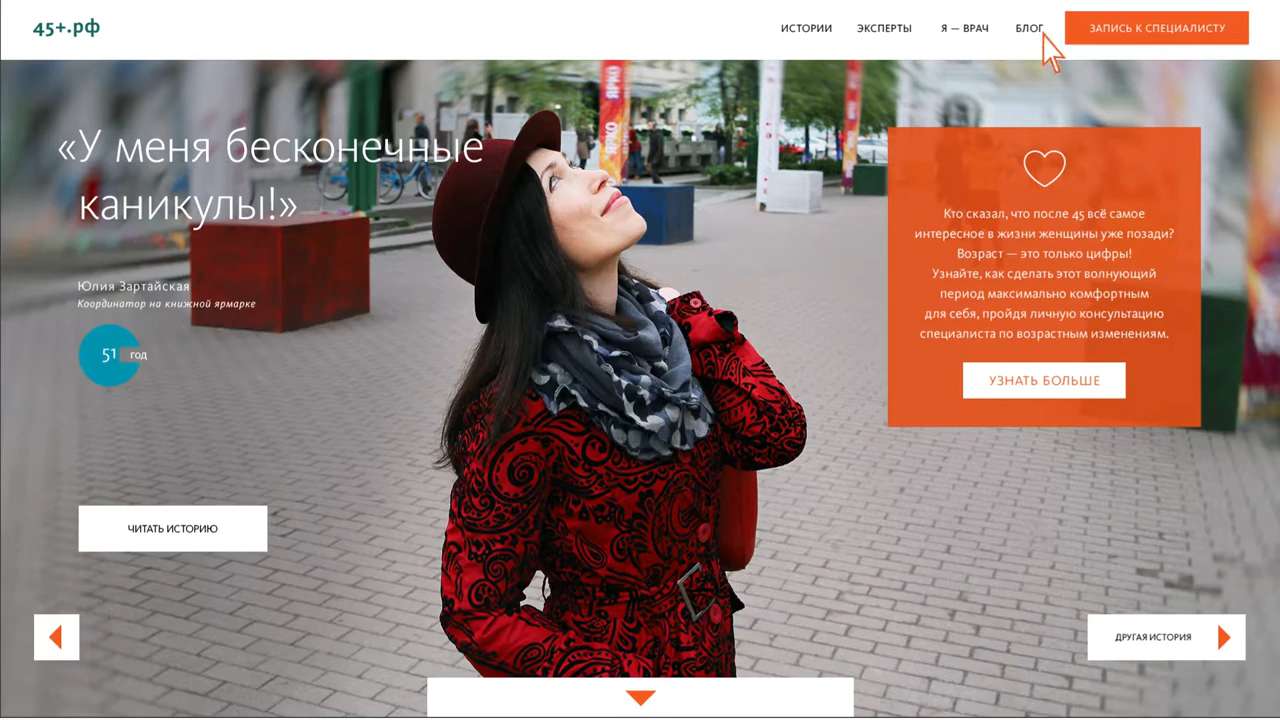 45+.рф
ИСТОРИИ
ЭКСПЕРТЫ
Я — ВРАЧ
БЛОГ
ЗАПИСЬ К СПЕЦИАЛИСТУ
ЯРКО
ЯРКО
«У меня бесконечные
каникулы!»
Юлия Зартайская
Координатор на книжной ярмарке
51 год
Кто сказал, что после 45 всё самое
интересное в жизни женщины уже позади?
Возраст — это только цифры!
Узнайте, как сделать этот волнующий
период максимально комфортным
для себя, пройдя личную консультацию
специалиста по возрастным изменениям.
УЗНАТЬ БОЛЬШЕ
ЧИТАТЬ ИСТОРИЮ
ДРУГАЯ ИСТОРИЯ